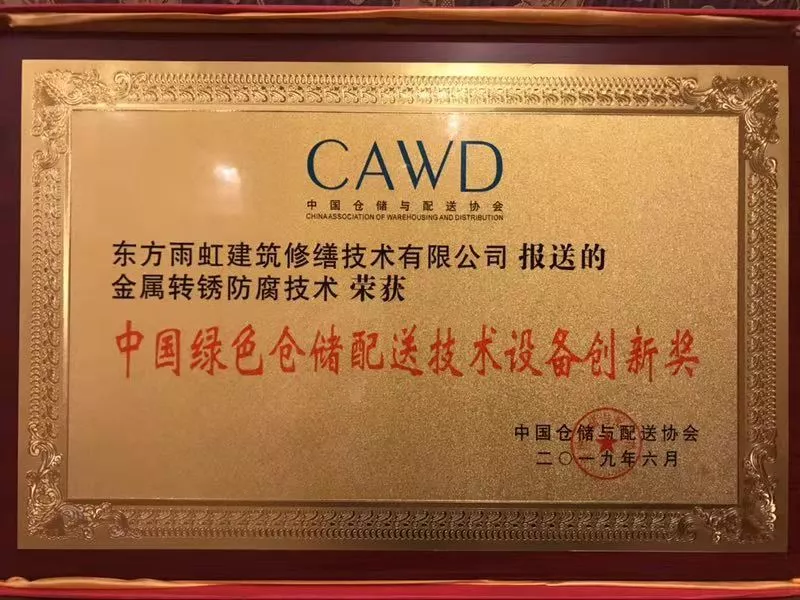 CAWD
中国仓储与配送协会
CHINA ASSOCIATION OF WAREHOUSING AND DISTRIBUTION
东方雨虹建筑修缮技术有限公司 报送的
金属转锈防腐技术 荣获
中国绿色仓储配送技术设备创新奖
中国仓储与配送协会
二〇一九年六月